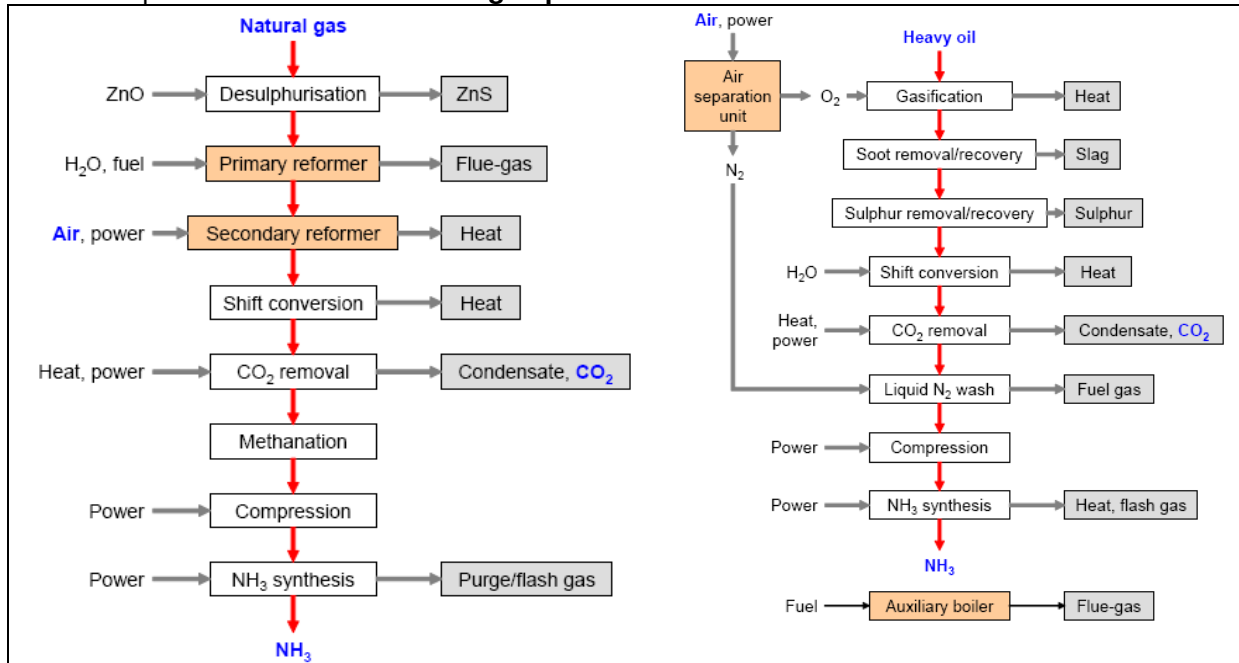 Natural gas
ZnO
Desulphurisation
ZnS
H₂O, fuel
Primary reformer
Flue-gas
Air, power
Secondary reformer
Heat
Shift conversion
Heat
Heat, power
CO₂ removal
Condensate, CO₂
Methanation
Power
Compression
Power
NH₃ synthesis
Purge/flash gas
NH₃
Air, power
Heavy oil
Air
separation
unit
O₂
Gasification
Heat
N₂
Soot removal/recovery
Slag
Sulphur removal/recovery
Sulphur
H₂O
Shift conversion
Heat
Heat,
power
CO₂ removal
Condensate, CO₂
Liquid N₂ wash
Fuel gas
Power
Compression
Power
NH₃ synthesis
Heat, flash gas
NH₃
Fuel
Auxiliary boiler
Flue-gas